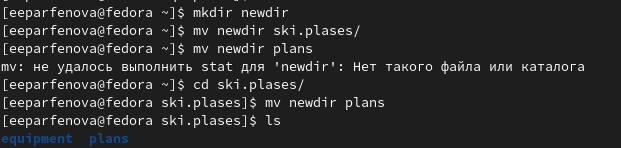 [eeparfenova@fedora ~]$ mkdir newdir
[eeparfenova@fedora ~]$ mv newdir ski.plases/
[eeparfenova@fedora ~]$ mv newdir plans
mv: не удалось выполнить stat для 'newdir': Нет такого файла или каталога
[eeparfenova@fedora ~]$ cd ski.plases/
[eeparfenova@fedora ski.plases]$ mv newdir plans
[eeparfenova@fedora ski.plases]$ ls
equipment  plans